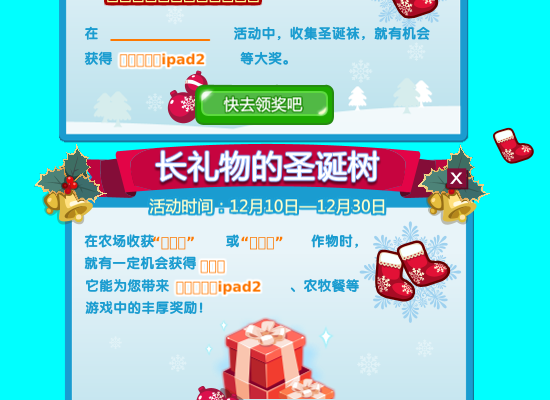 在 活动中，收集圣诞袜，就有机会
获得 ipad2 等大奖。
快去领奖吧
长礼物的圣诞树
X
活动时间：12月10日—12月30日
在农场收获“ ” 或“ ” 作物时，
就有一定机会获得
它能为您带来 ipad2 、农牧餐等
游戏中的丰厚奖励！